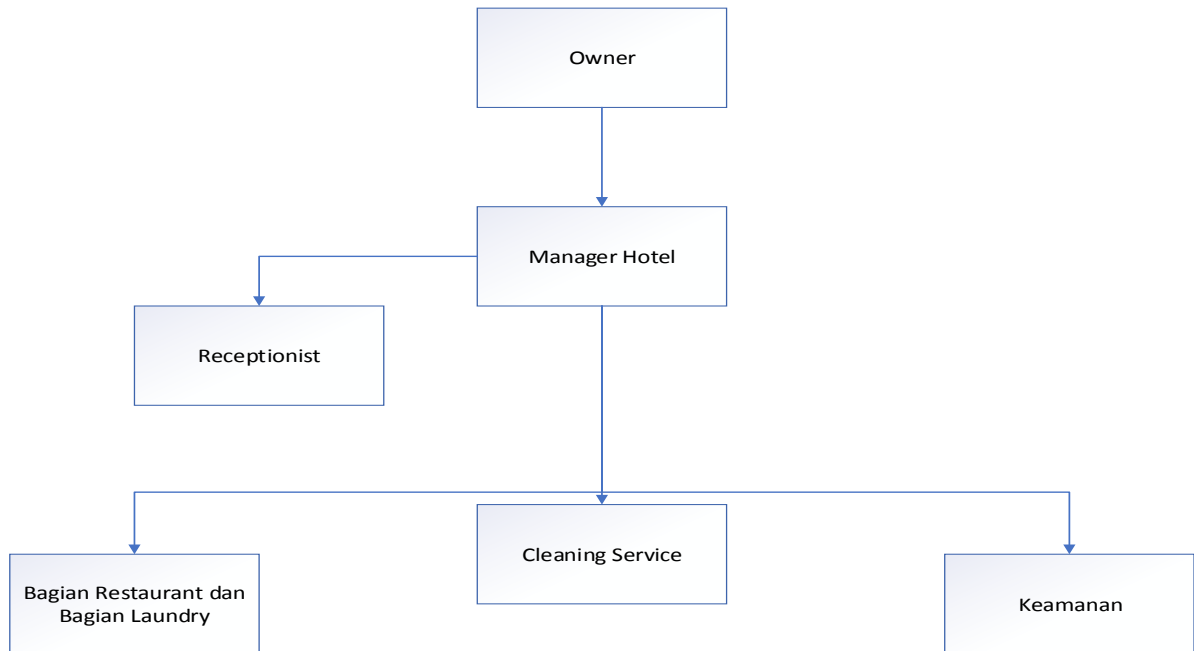 Owner
Manager Hotel
Receptionist
Cleaning Service
Bagian Restaurant dan
Bagian Laundry
Keamanan